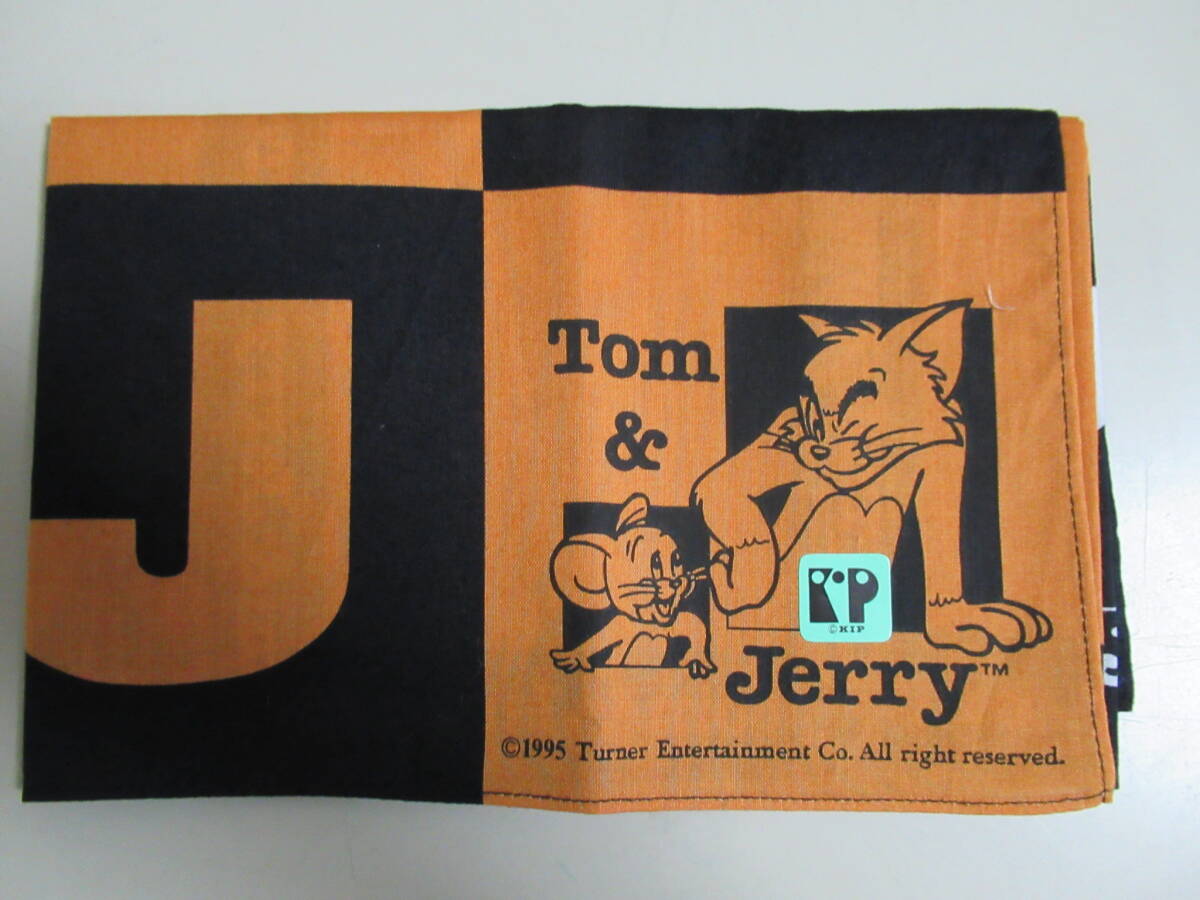 J
Tom
&
Jerry™
KiP
©KIP
©1995 Turner Entertainment Co. All right reserved.